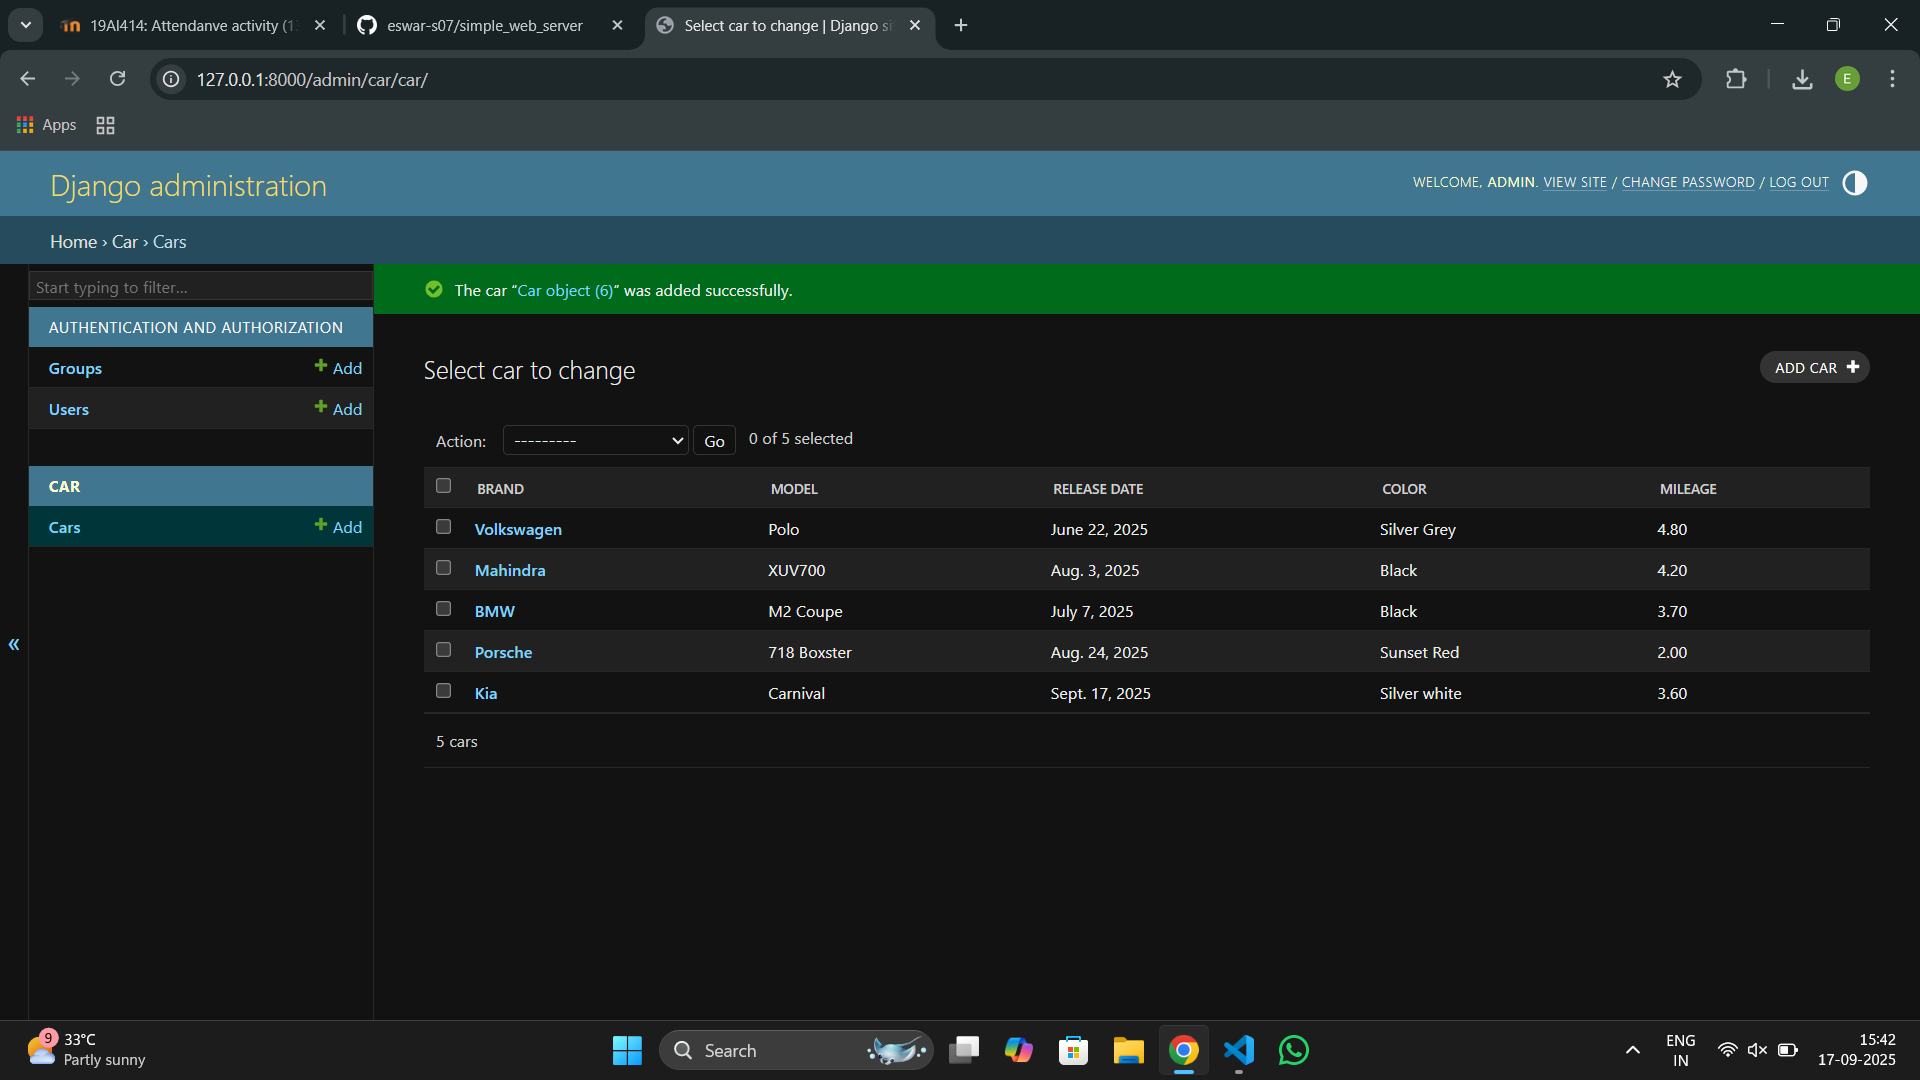 19AI414: Attendanve activity (1
eswar-s07/simple_web_server
Select car to change | Django si
127.0.0.1:8000/admin/car/car/
E
Apps
Django administration
WELCOME, ADMIN. VIEW SITE / CHANGE PASSWORD / LOG OUT
Home › Car › Cars
Start typing to filter...
The car “Car object (6)” was added successfully.
AUTHENTICATION AND AUTHORIZATION
Groups Add
Users Add
CAR
Cars Add
«
Select car to change
ADD CAR
Action: --------- Go 0 of 5 selected
BRAND MODEL RELEASE DATE COLOR MILEAGE
Volkswagen Polo June 22, 2025 Silver Grey 4.80
Mahindra XUV700 Aug. 3, 2025 Black 4.20
BMW M2 Coupe July 7, 2025 Black 3.70
Porsche 718 Boxster Aug. 24, 2025 Sunset Red 2.00
Kia Carnival Sept. 17, 2025 Silver white 3.60
5 cars
9
33°C
Partly sunny
Search
ENG
IN
15:42
17-09-2025